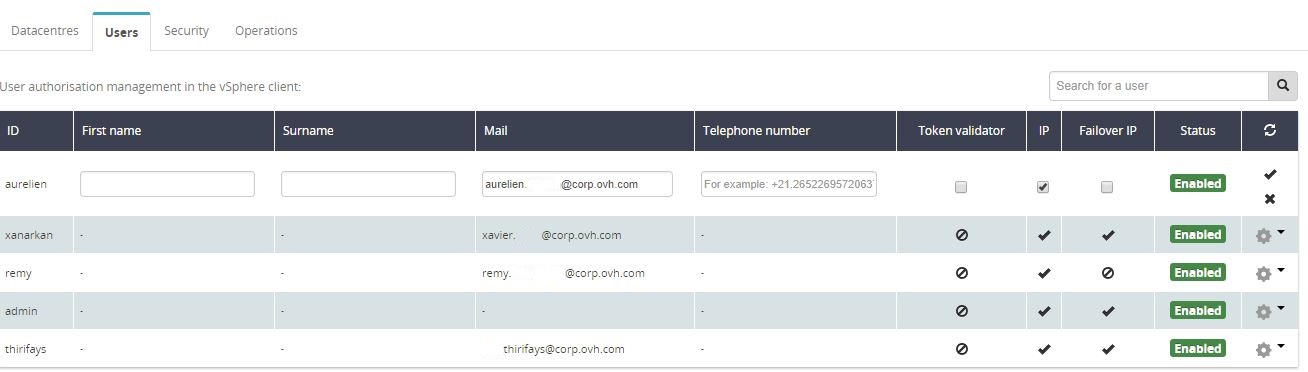 Datacentres Users Security Operations
User authorisation management in the vSphere client: Search for a user
ID First name Surname Mail Telephone number Token validator IP Failover IP Status
aurelien aurelien. @corp.ovh.com For example: +21.2652269572063 Enabled
xanarkan - - xavier. @corp.ovh.com - Enabled
remy - - remy. @corp.ovh.com - Enabled
admin - - - - Enabled
thirifays - - thirifays@corp.ovh.com - Enabled